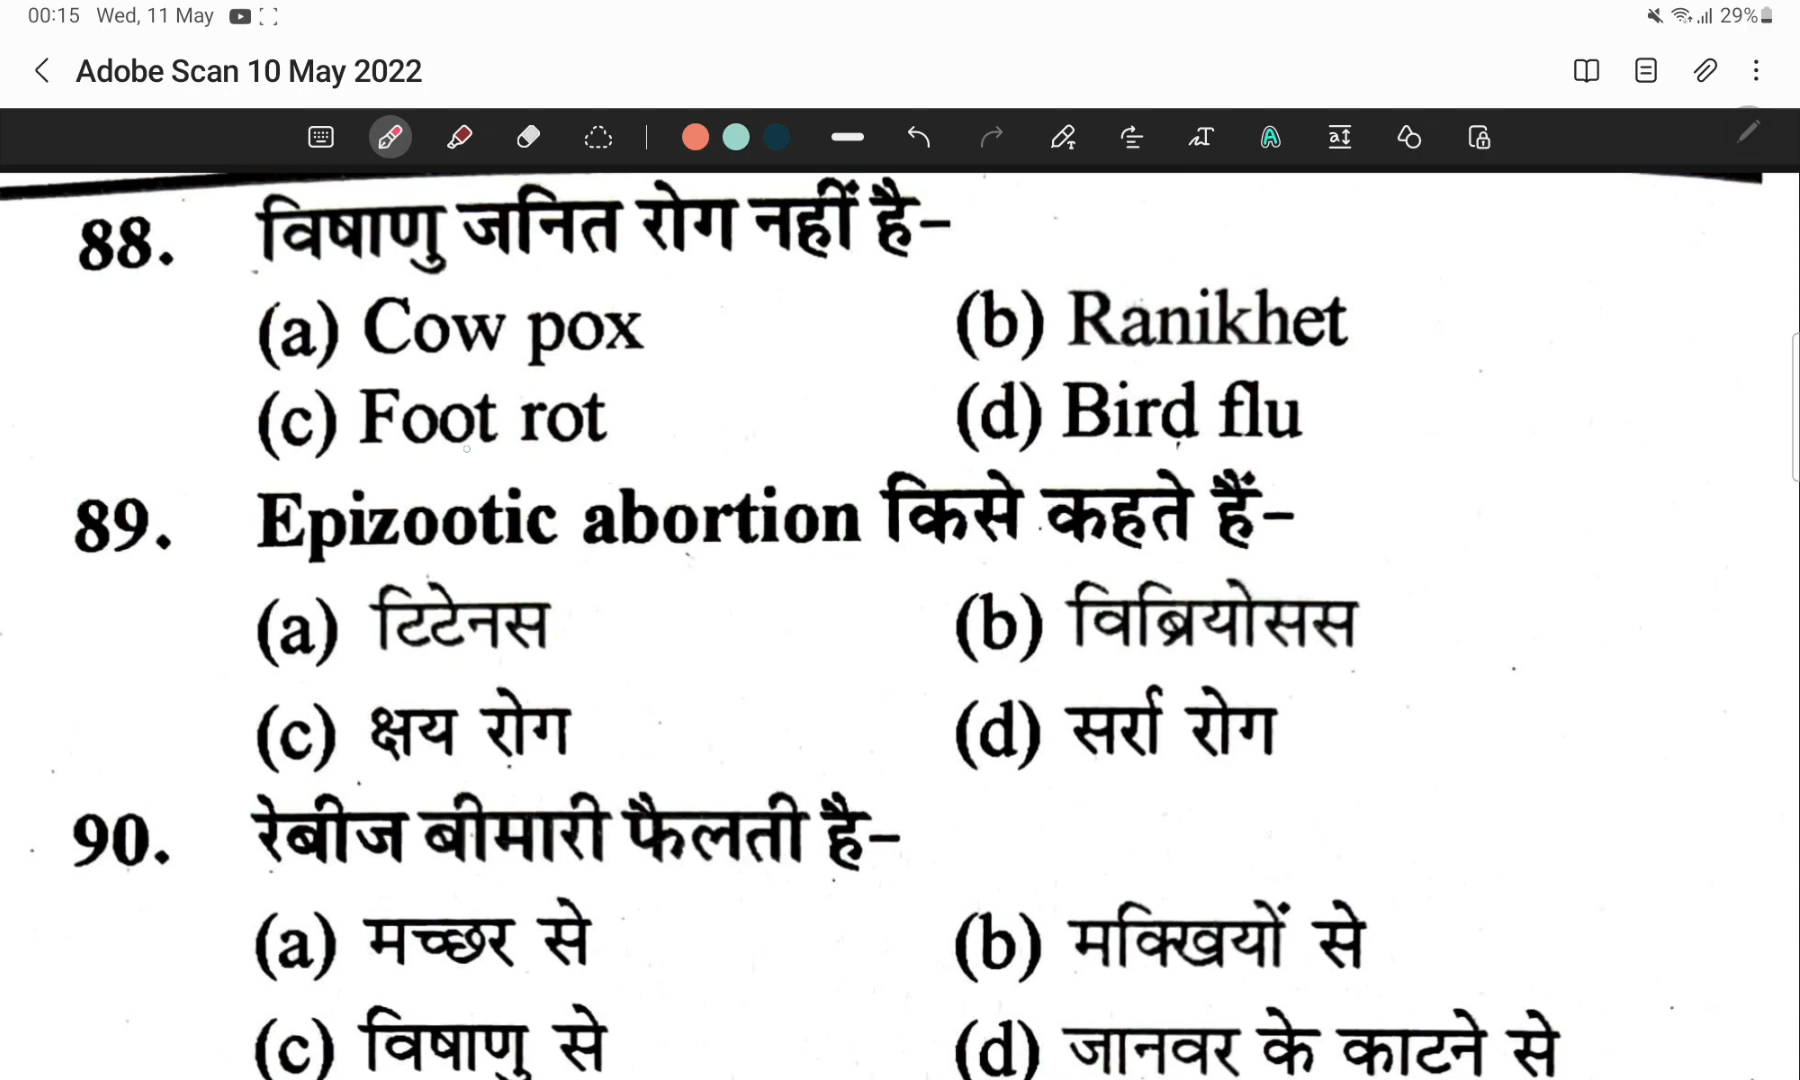 00:15 Wed, 11 May 29%
Adobe Scan 10 May 2022
88. विषाणु जनित रोग नहीं है-
(a) Cow pox (b) Ranikhet
(c) Foot rot (d) Bird flu
89. Epizootic abortion किसे कहते हैं-
(a) टिटेनस (b) विब्रियोसस
(c) क्षय रोग (d) सर्रा रोग
90. रेबीज बीमारी फैलती है-
(a) मच्छर से (b) मक्खियों से
(c) विषाणु से (d) जानवर के काटने से